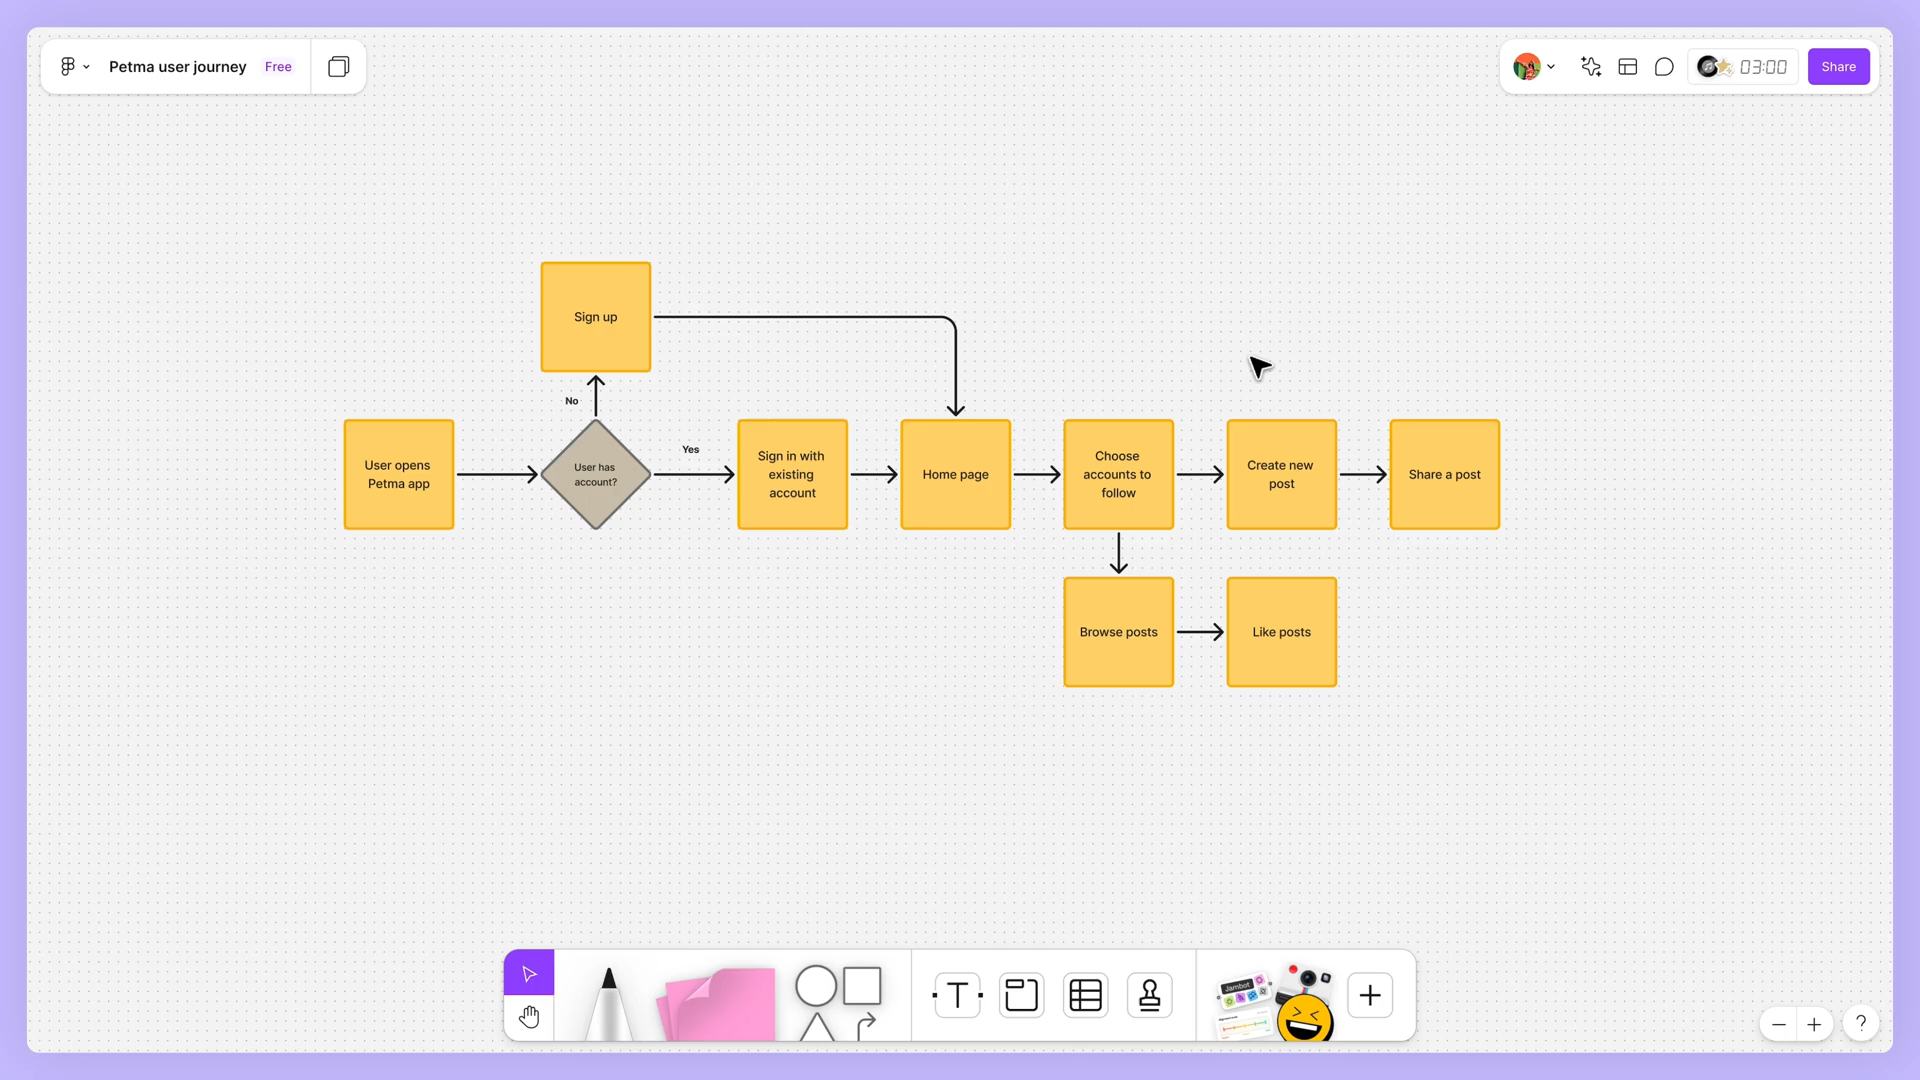 Petma user journey
Free
03:00
Share
Sign up
No
User opens
Petma app
User has
account?
Yes
Sign in with
existing
account
Home page
Choose
accounts to
follow
Create new
post
Share a post
Browse posts
Like posts
T
Jambot
?